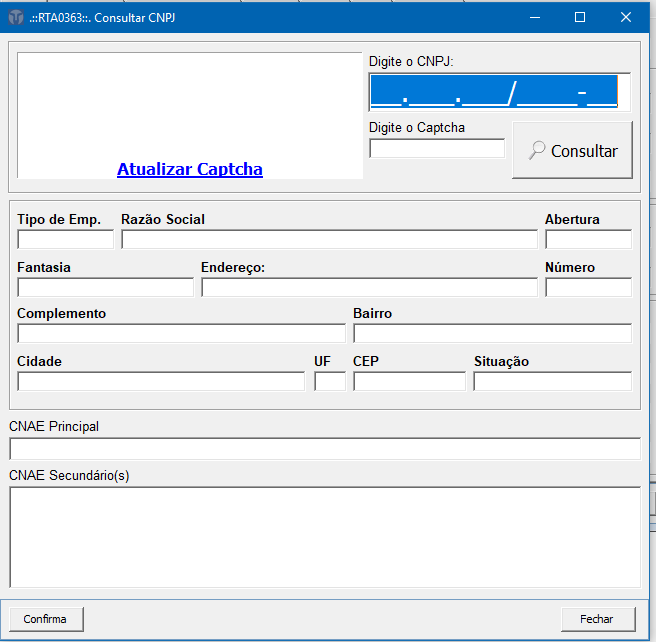 .::RTA0363::. Consultar CNPJ
Digite o CNPJ:
__.___.___/____-__
Digite o Captcha
Atualizar Captcha
Consultar
Tipo de Emp. Razão Social Abertura
Fantasia Endereço: Número
Complemento Bairro
Cidade UF CEP Situação
CNAE Principal
CNAE Secundário(s)
Confirma Fechar